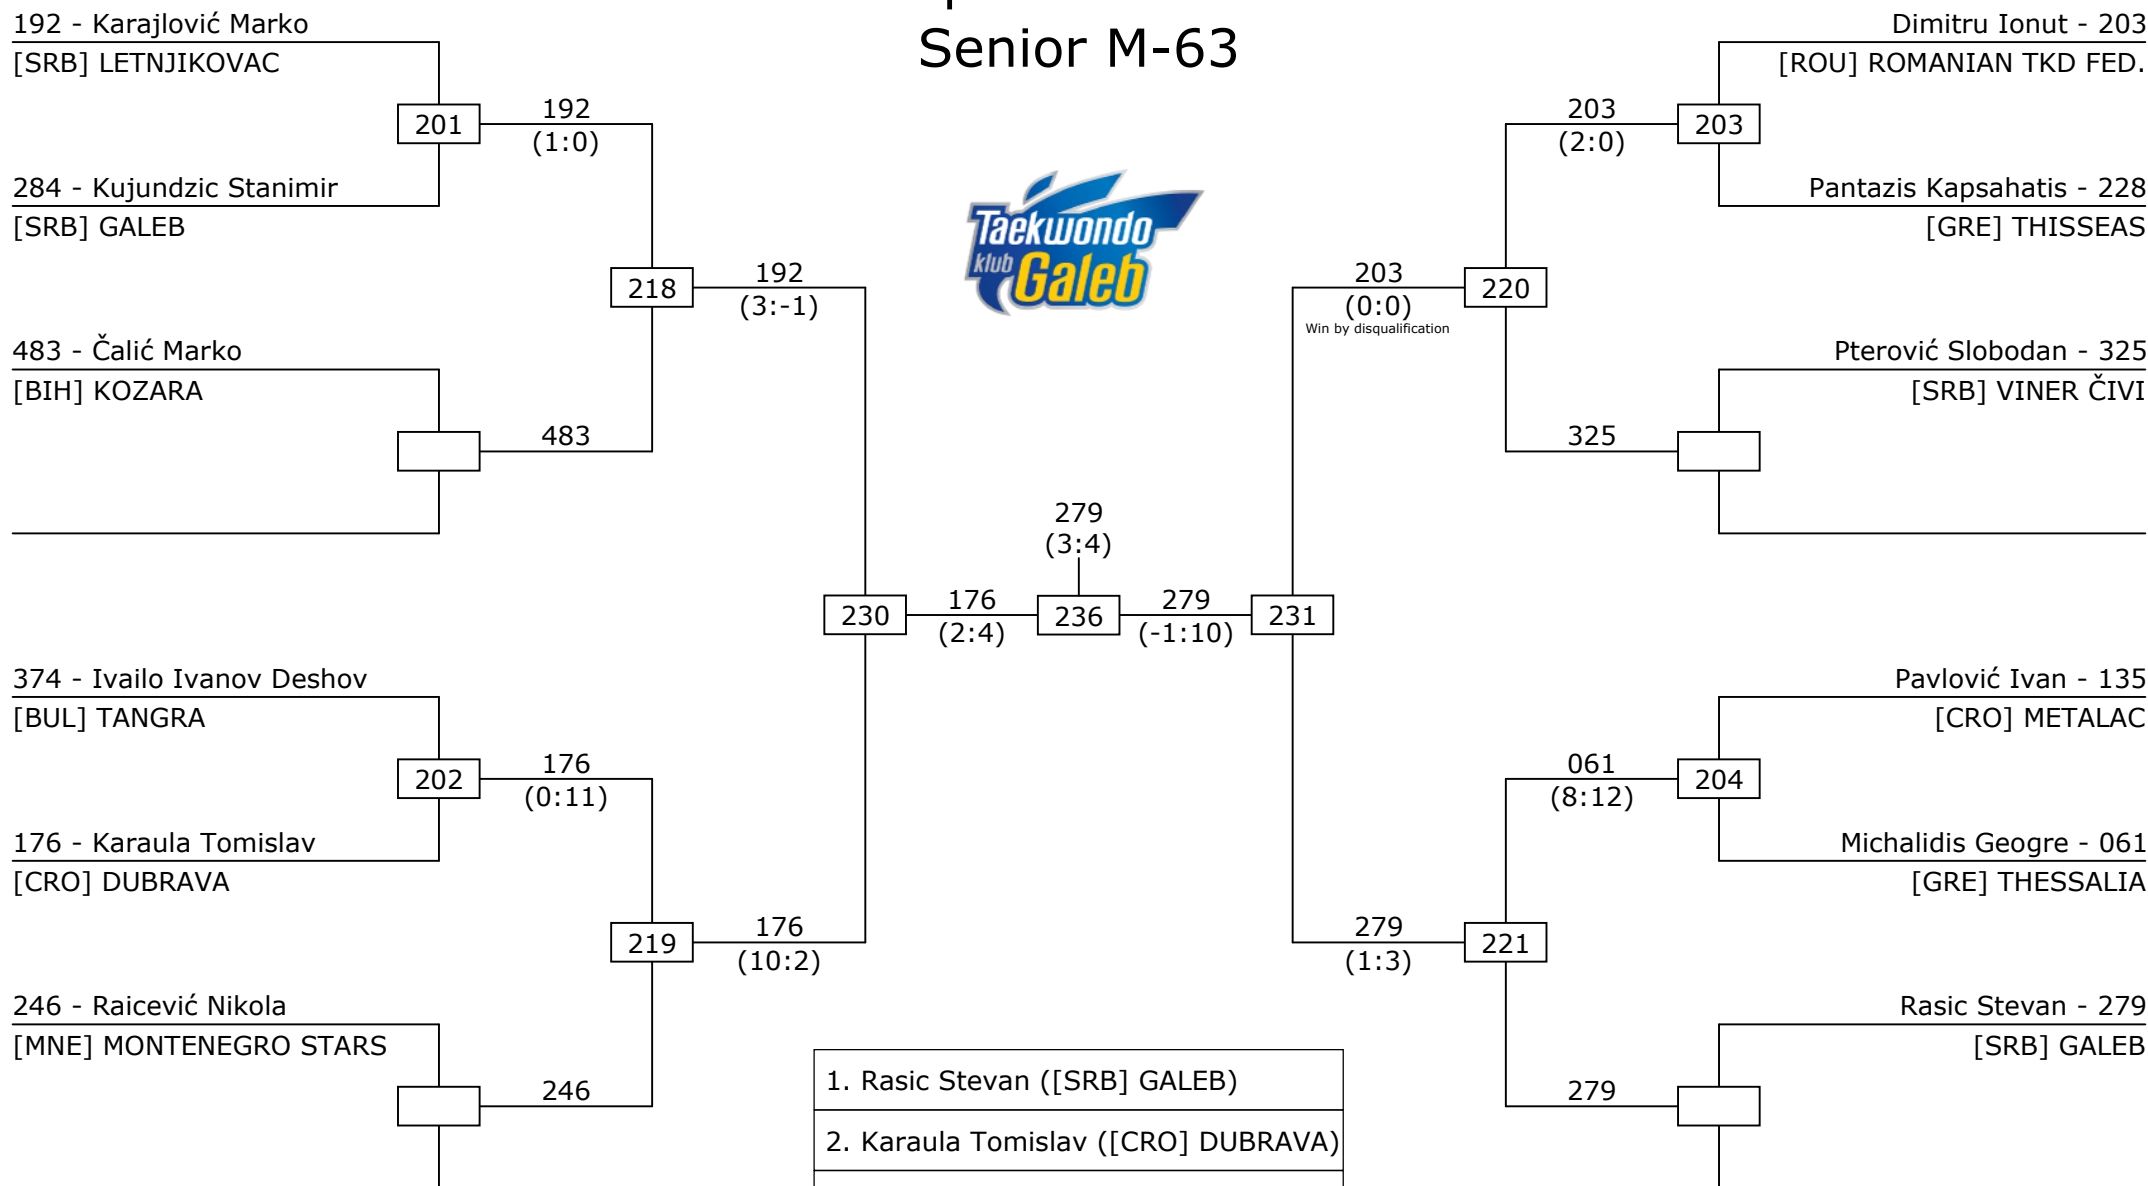 Senior M-63
192 - Karajlović Marko
[SRB] LETNJIKOVAC
201
192
(1:0)
284 - Kujundzic Stanimir
[SRB] GALEB
218
192
(3:-1)
483 - Čalić Marko
[BIH] KOZARA
483
374 - Ivailo Ivanov Deshov
[BUL] TANGRA
202
176
(0:11)
176 - Karaula Tomislav
[CRO] DUBRAVA
219
176
(10:2)
246 - Raicević Nikola
[MNE] MONTENEGRO STARS
246
Taekwondo
klub Galeb
230
176
(2:4)
279
(3:4)
236
279
(-1:10)
231
Dimitru Ionut - 203
[ROU] ROMANIAN TKD FED.
203
(2:0)
203
Pantazis Kapsahatis - 228
[GRE] THISSEAS
203
(0:0)
Win by disqualification
220
Pterović Slobodan - 325
[SRB] VINER ČIVI
325
Pavlović Ivan - 135
[CRO] METALAC
061
(8:12)
204
Michalidis Geogre - 061
[GRE] THESSALIA
279
(1:3)
221
Rasic Stevan - 279
[SRB] GALEB
279
1. Rasic Stevan ([SRB] GALEB)
2. Karaula Tomislav ([CRO] DUBRAVA)